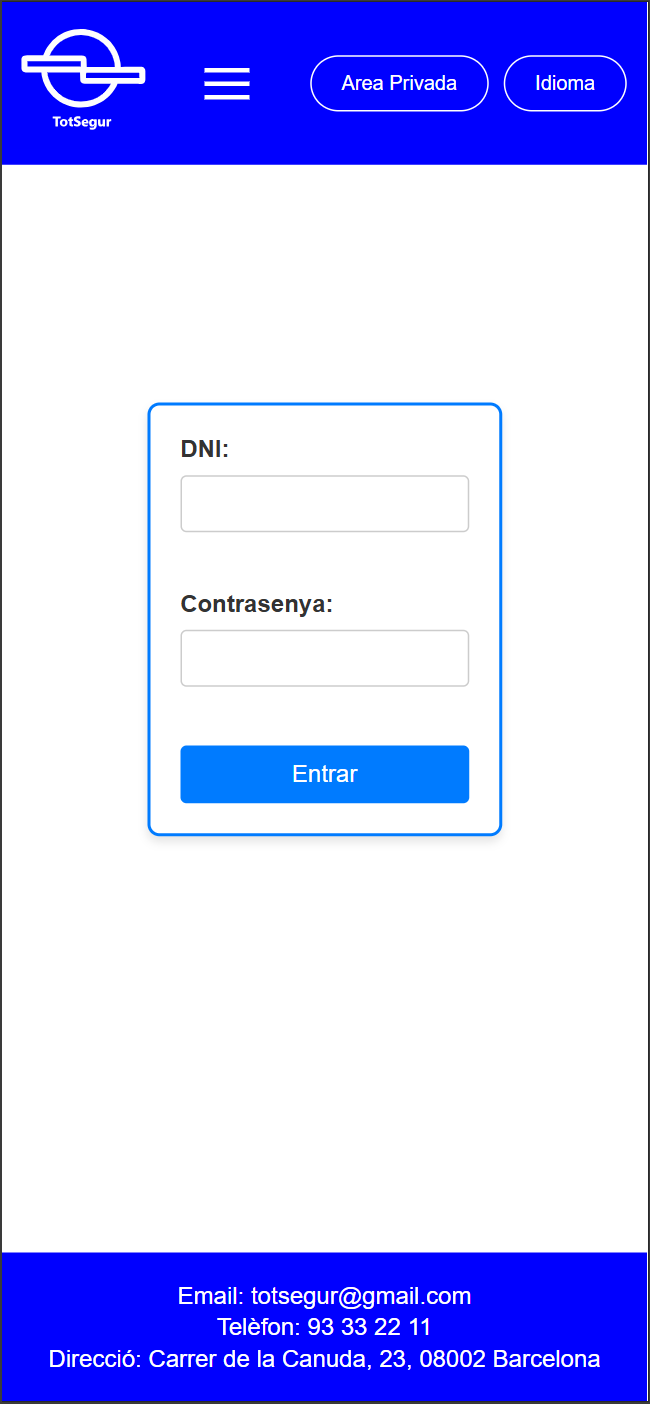 TotSegur
Area Privada
Idioma
DNI:
Contrasenya:
Entrar
Email: totsegur@gmail.com
Telèfon: 93 33 22 11
Direcció: Carrer de la Canuda, 23, 08002 Barcelona